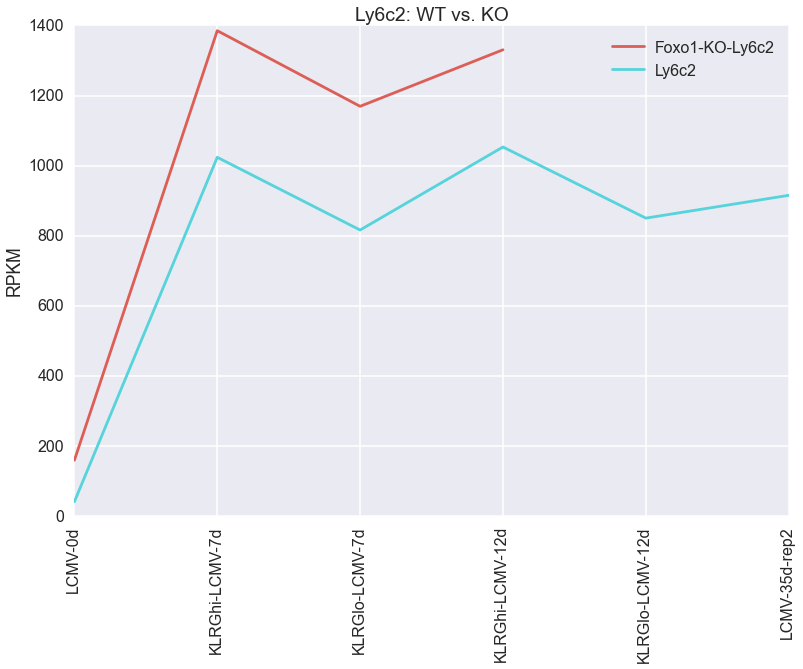 Ly6c2: WT vs. KO
Foxo1-KO-Ly6c2
Ly6c2
1400
1200
1000
800
600
400
200
0
RPKM
LCMV-0d
KLRGhi-LCMV-7d
KLRGlo-LCMV-7d
KLRGhi-LCMV-12d
KLRGlo-LCMV-12d
LCMV-35d-rep2